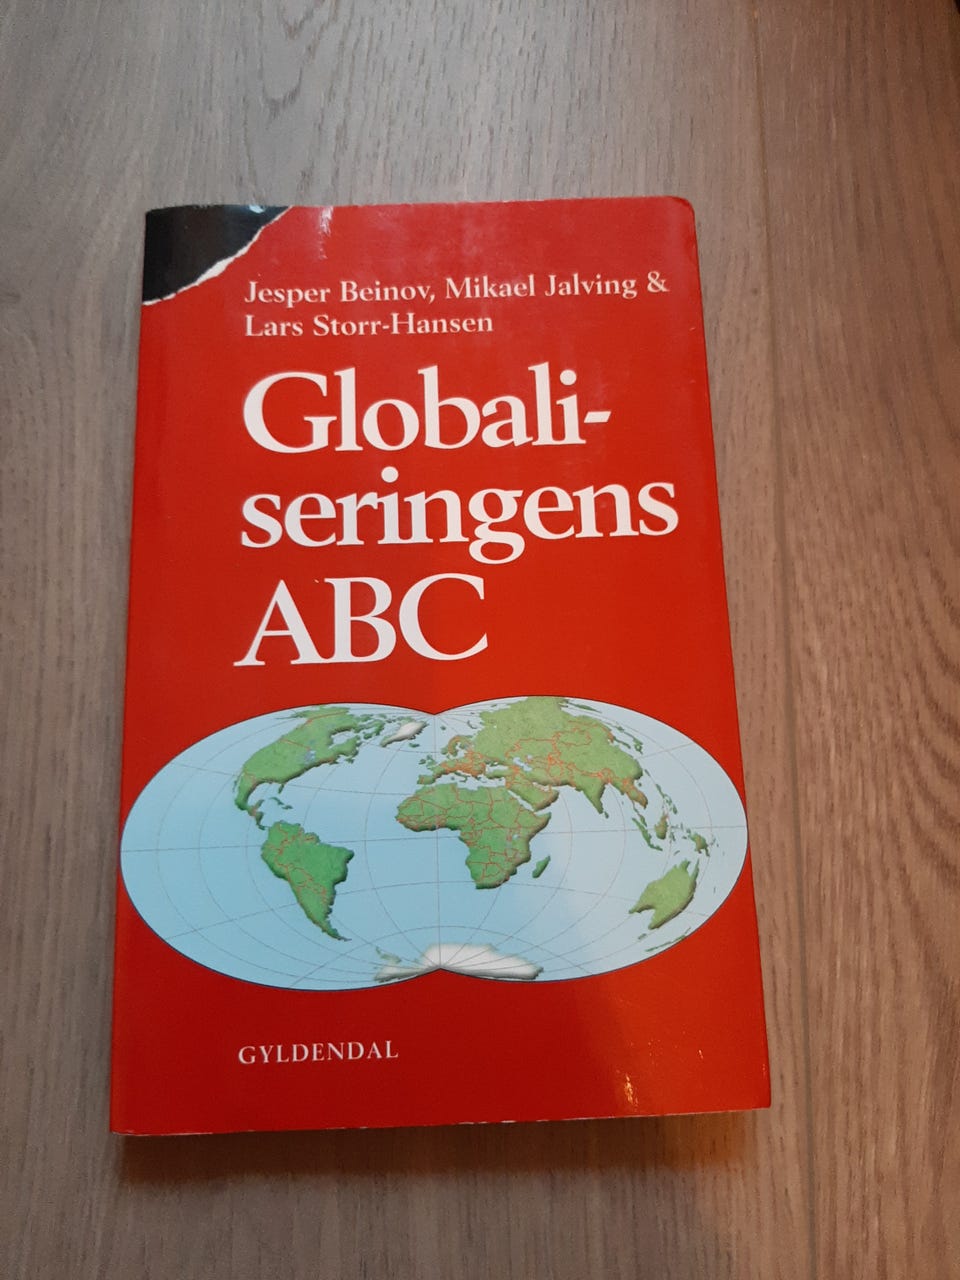 Jesper Beinov, Mikael Jalving &
Lars Storr-Hansen
Globali-
seringens
ABC
GYLDENDAL